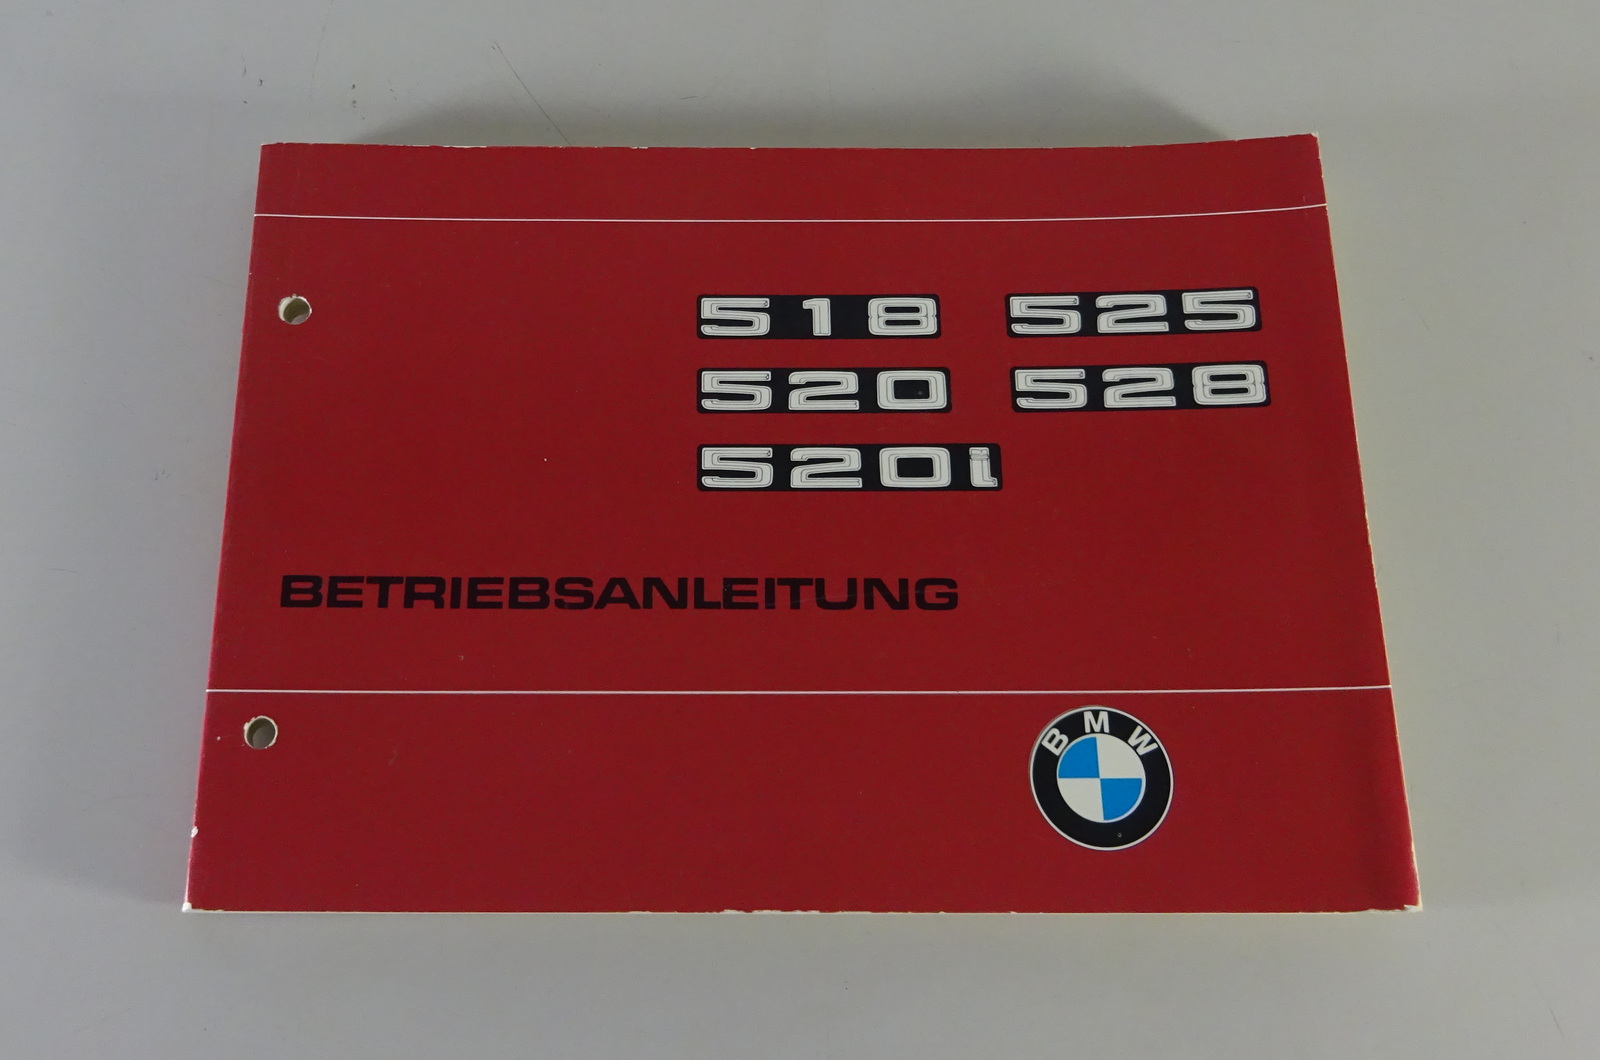 518 525
520 528
520i
BETRIEBSANLEITUNG
BMW